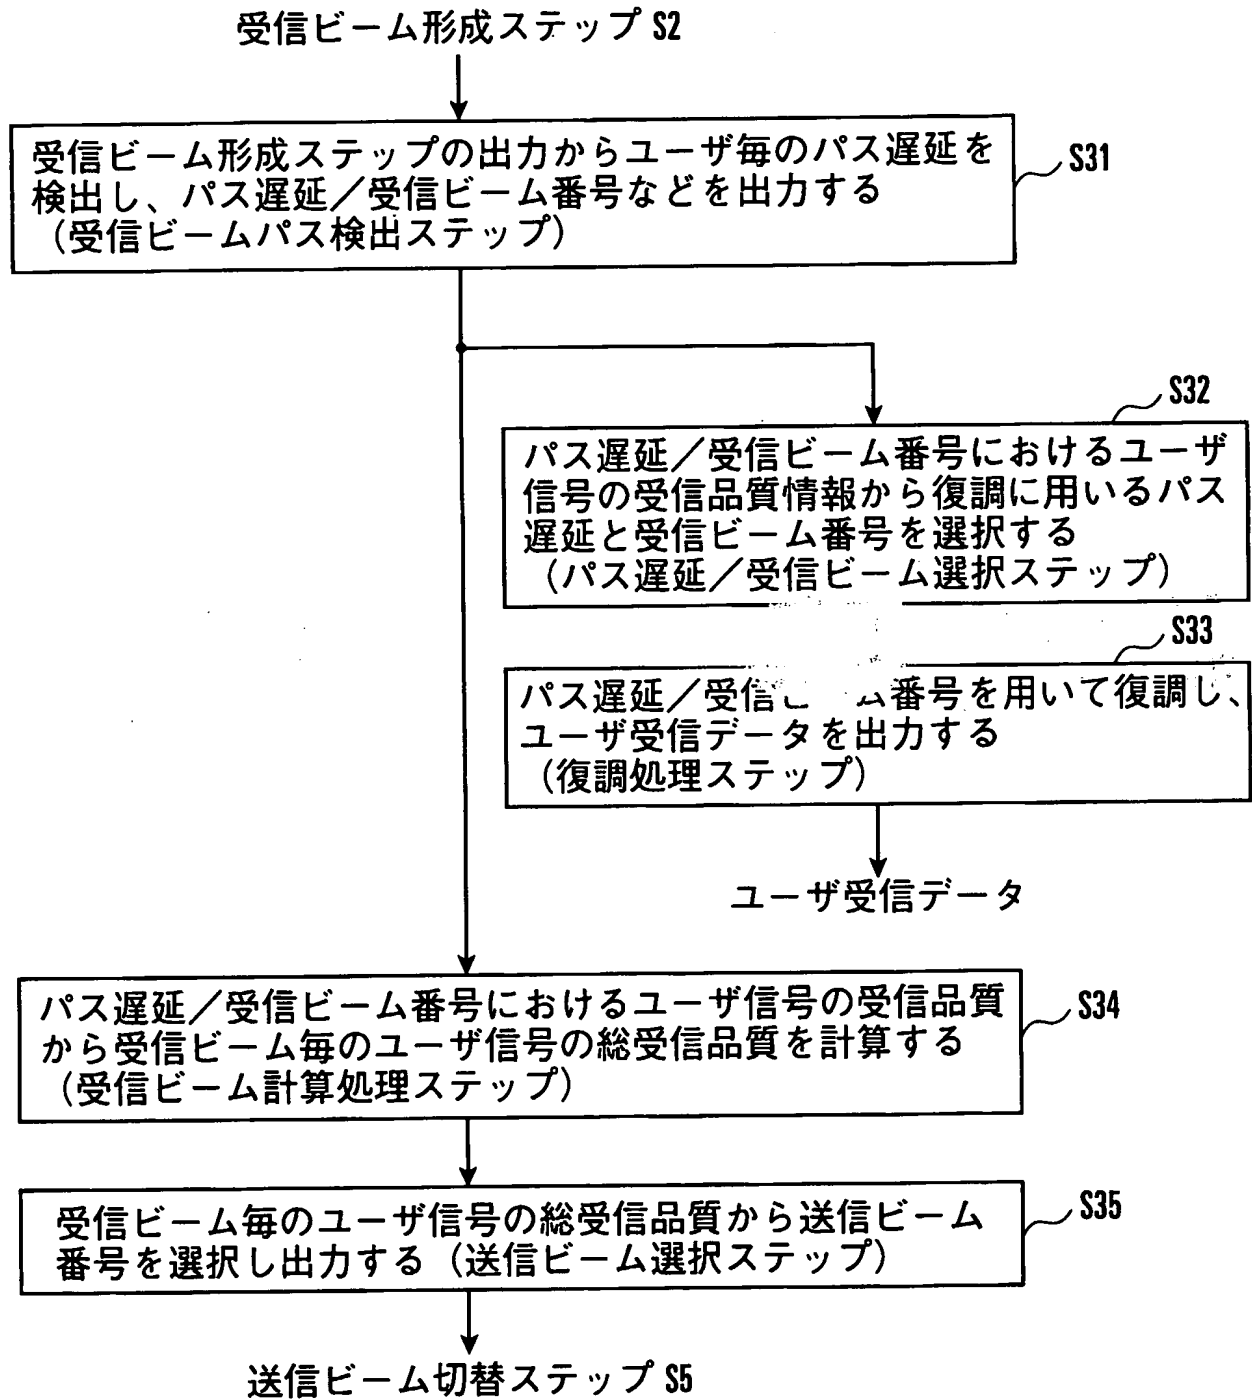 受信ビーム形成ステップ S2
受信ビーム形成ステップの出力からユーザ毎のパス遅延を
検出し、パス遅延／受信ビーム番号などを出力する
（受信ビームパス検出ステップ）
S31
S32
パス遅延／受信ビーム番号におけるユーザ
信号の受信品質情報から復調に用いるパス
遅延と受信ビーム番号を選択する
（パス遅延／受信ビーム選択ステップ）
S33
パス遅延／受信ビーム番号を用いて復調し、
ユーザ受信データを出力する
（復調処理ステップ）
ユーザ受信データ
パス遅延／受信ビーム番号におけるユーザ信号の受信品質
から受信ビーム毎のユーザ信号の総受信品質を計算する
（受信ビーム計算処理ステップ）
S34
受信ビーム毎のユーザ信号の総受信品質から送信ビーム
番号を選択し出力する（送信ビーム選択ステップ）
S35
送信ビーム切替ステップ S5